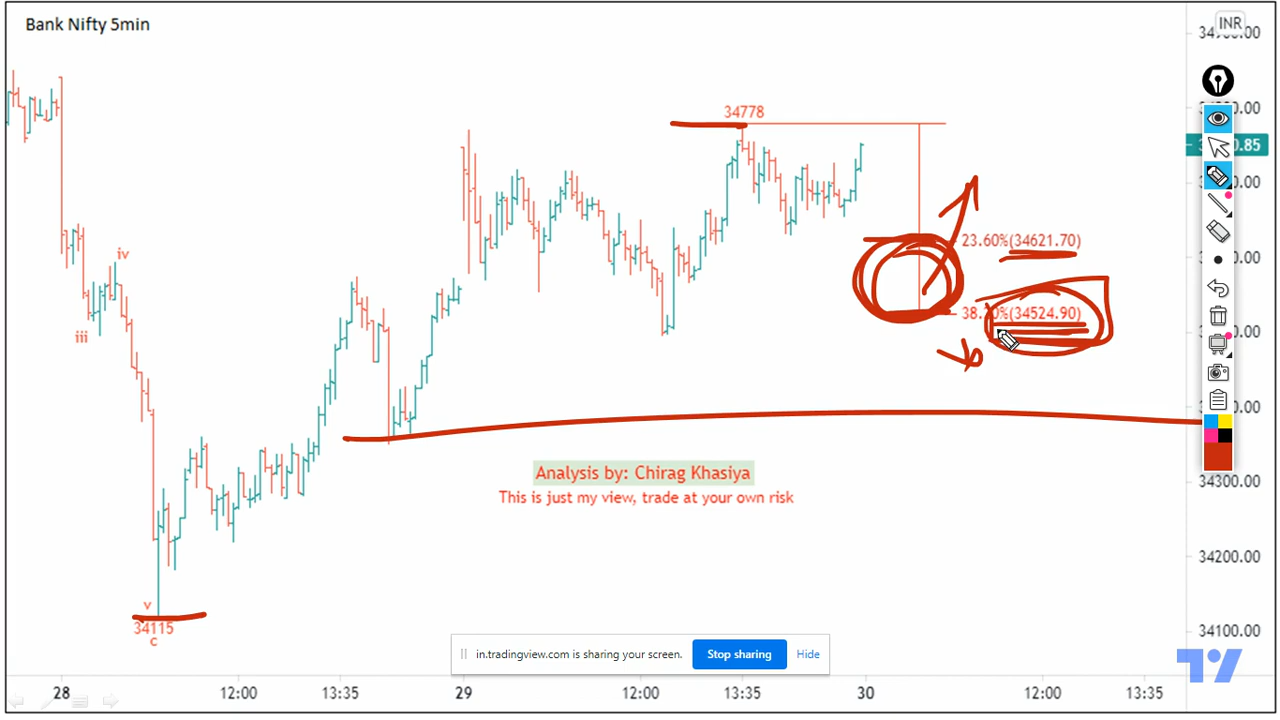 Bank Nifty 5min
INR
34778
iv
23.60%(34621.70)
(34524.90)
iii
34300.00
34200.00
34100.00
Analysis by: Chirag Khasiya
This is just my view, trade at your own risk
v
34115
c
in.tradingview.com is sharing your screen.
Stop sharing
Hide
28
12:00
13:35
29
12:00
13:35
30
12:00
13:35